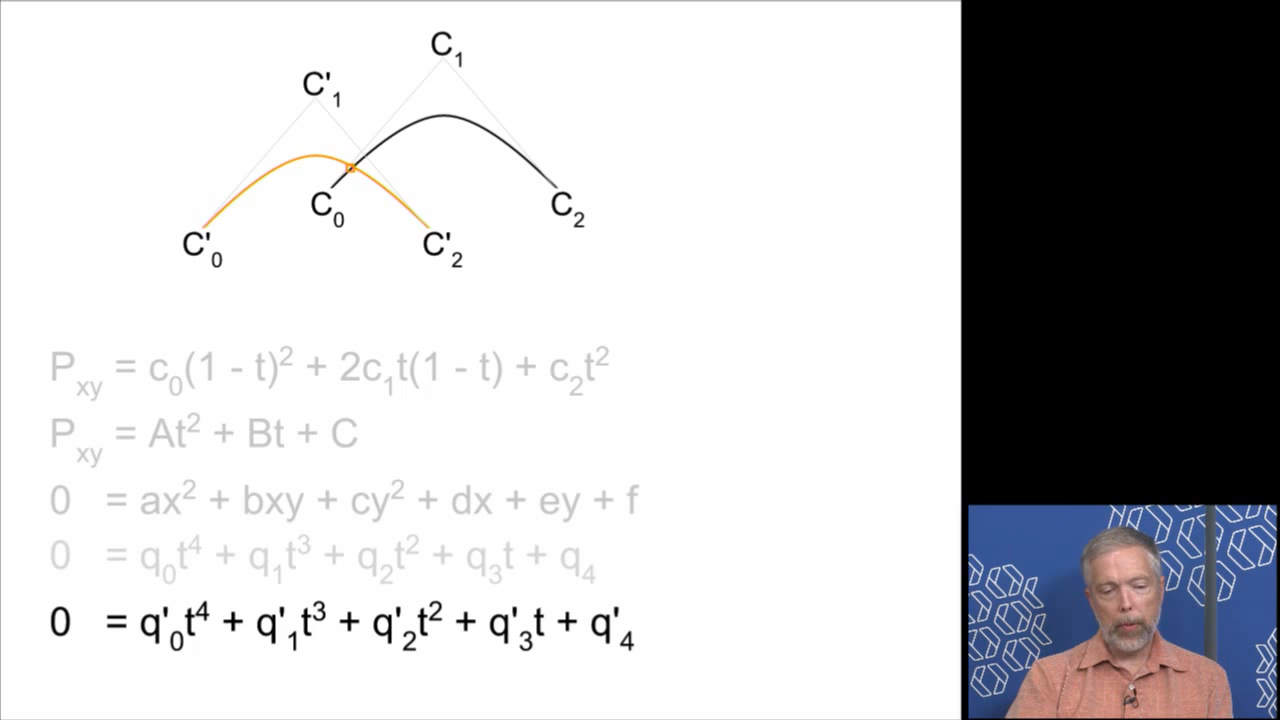 C₁
C'₁
C₀
C₂
C'₀
C'₂
Pxy = c₀(1 - t)² + 2c₁t(1 - t) + c₂t²
Pxy = At² + Bt + C
0 = ax² + bxy + cy² + dx + ey + f
0 = q₀t⁴ + q₁t³ + q₂t² + q₃t + q₄
0 = q'₀t⁴ + q'₁t³ + q'₂t² + q'₃t + q'₄